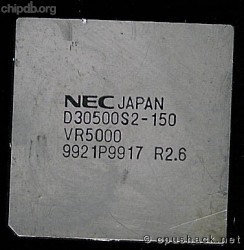 chipdb.org
NEC JAPAN
D30500S2-150
VR5000
9921P9917 R2.6
© cpushack.net